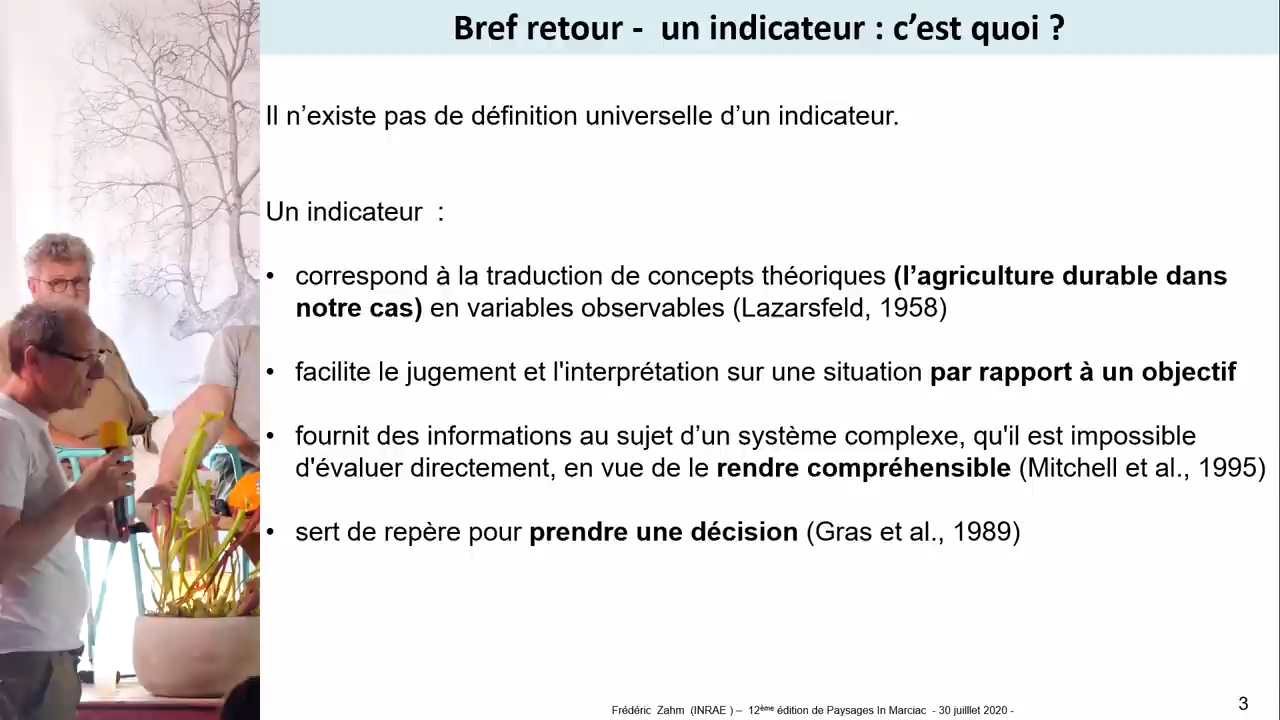 Bref retour -  un indicateur : c’est quoi ?
Il n’existe pas de définition universelle d’un indicateur.
Un indicateur  :
• correspond à la traduction de concepts théoriques (l’agriculture durable dans
notre cas) en variables observables (Lazarsfeld, 1958)
• facilite le jugement et l'interprétation sur une situation par rapport à un objectif
• fournit des informations au sujet d’un système complexe, qu'il est impossible
d'évaluer directement, en vue de le rendre compréhensible (Mitchell et al., 1995)
• sert de repère pour prendre une décision (Gras et al., 1989)
Frédéric  Zahm  (INRAE ) –  12ème édition de Paysages In Marciac  - 30 juilllet 2020 -
3